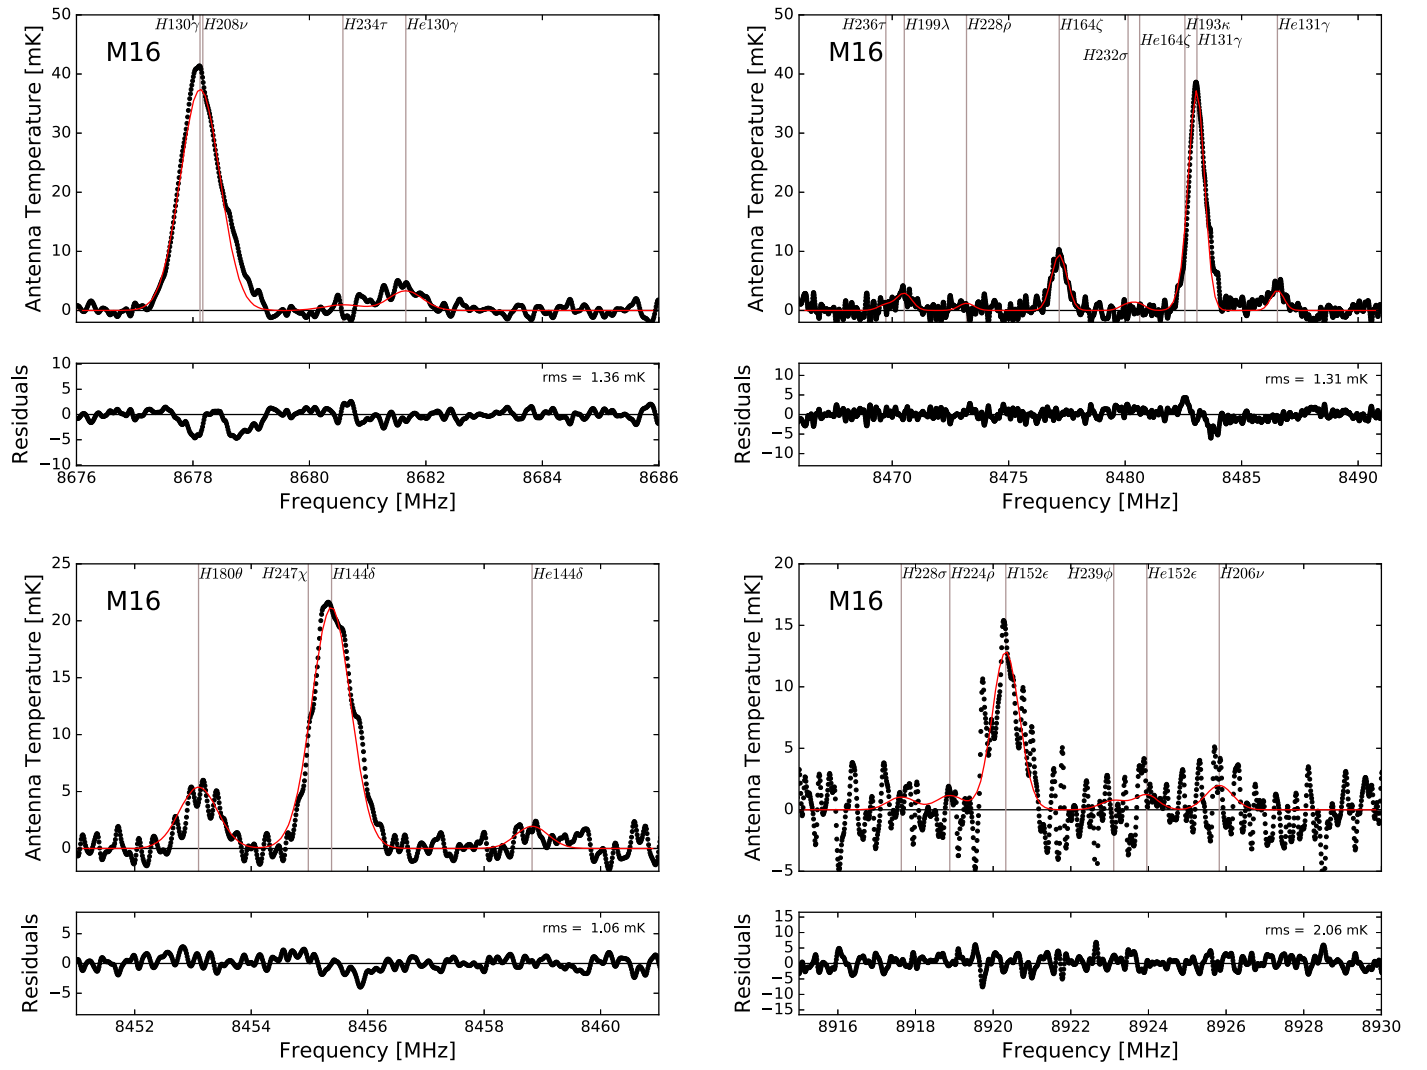 H130γ H208ν H234τ He130γ
M16
50
40
30
20
10
0
Antenna Temperature [mK]
10
5
0
−5
−10
Residuals
rms = 1.36 mK
8676 8678 8680 8682 8684 8686
Frequency [MHz]
H236τ H199λ H228ρ H164ζ H193κ He131γ
He164ζ H131γ
H232σ
M16
50
40
30
20
10
0
Antenna Temperature [mK]
10
5
0
−5
−10
Residuals
rms = 1.31 mK
8470 8475 8480 8485 8490
Frequency [MHz]
H180θ H247χ H144δ He144δ
M16
25
20
15
10
5
0
Antenna Temperature [mK]
5
0
−5
Residuals
rms = 1.06 mK
8452 8454 8456 8458 8460
Frequency [MHz]
H228σ H224ρ H152ϵ H239ϕ He152ϵ H206ν
M16
20
15
10
5
0
−5
Antenna Temperature [mK]
15
10
5
0
−5
−10
−15
Residuals
rms = 2.06 mK
8916 8918 8920 8922 8924 8926 8928 8930
Frequency [MHz]